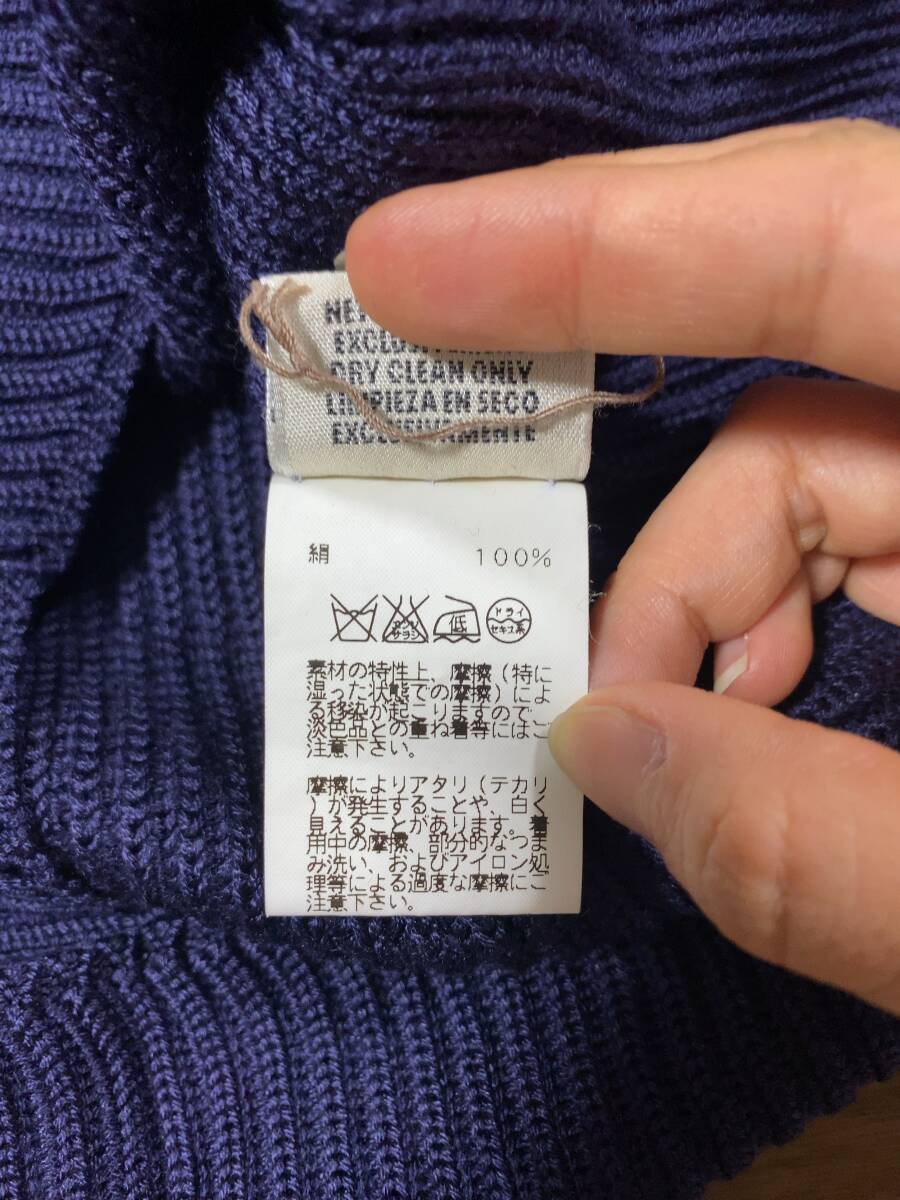 DRY CLEAN ONLY
LIMPIEZA EN SECO
EXCLUSIVAMENTE
絹 100%
エンソ サラシ 低 ドライ セキユ系
素材の特性上、摩擦(特に
湿った状態での摩擦)によ
る移染が起こりますので、
淡色品との重ね着等にはご
注意下さい。
摩擦によりアタリ(テカリ
)が発生することや、白く
見えることがあります。着
用中の摩擦、部分的なつま
み洗い、およびアイロン処
理等による過度な摩擦にご
注意下さい。